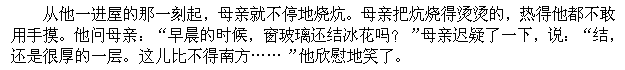 从他一进屋的那一刻起，母亲就不停地烧炕。母亲把炕烧得烫烫的，热得他都不敢
用手摸。他问母亲：“早晨的时候，窗玻璃还结冰花吗？”母亲迟疑了一下，说：“结，
还是很厚的一层。这儿比不得南方……”他欣慰地笑了。